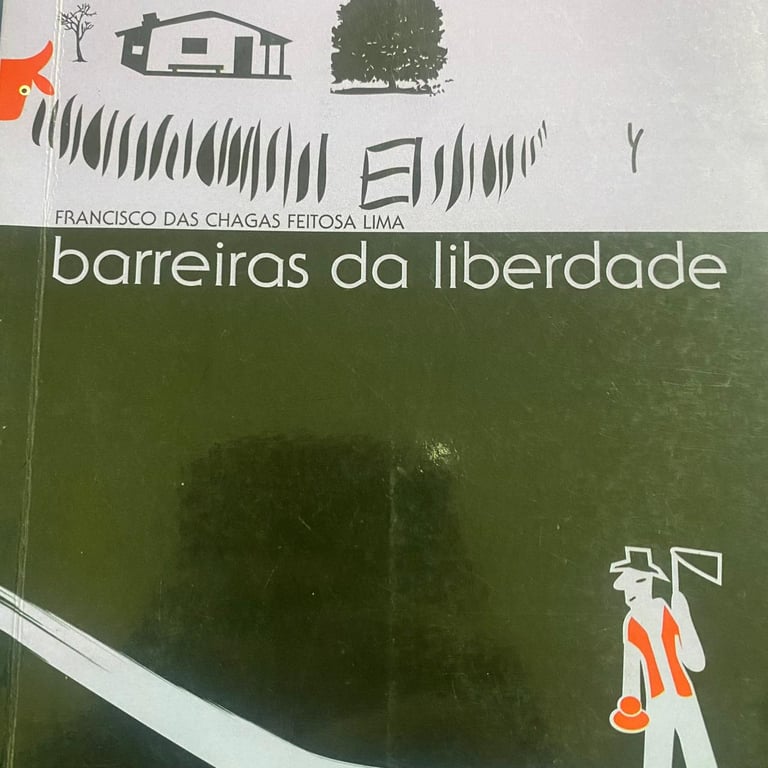 FRANCISCO DAS CHAGAS FEITOSA LIMA
barreiras da liberdade